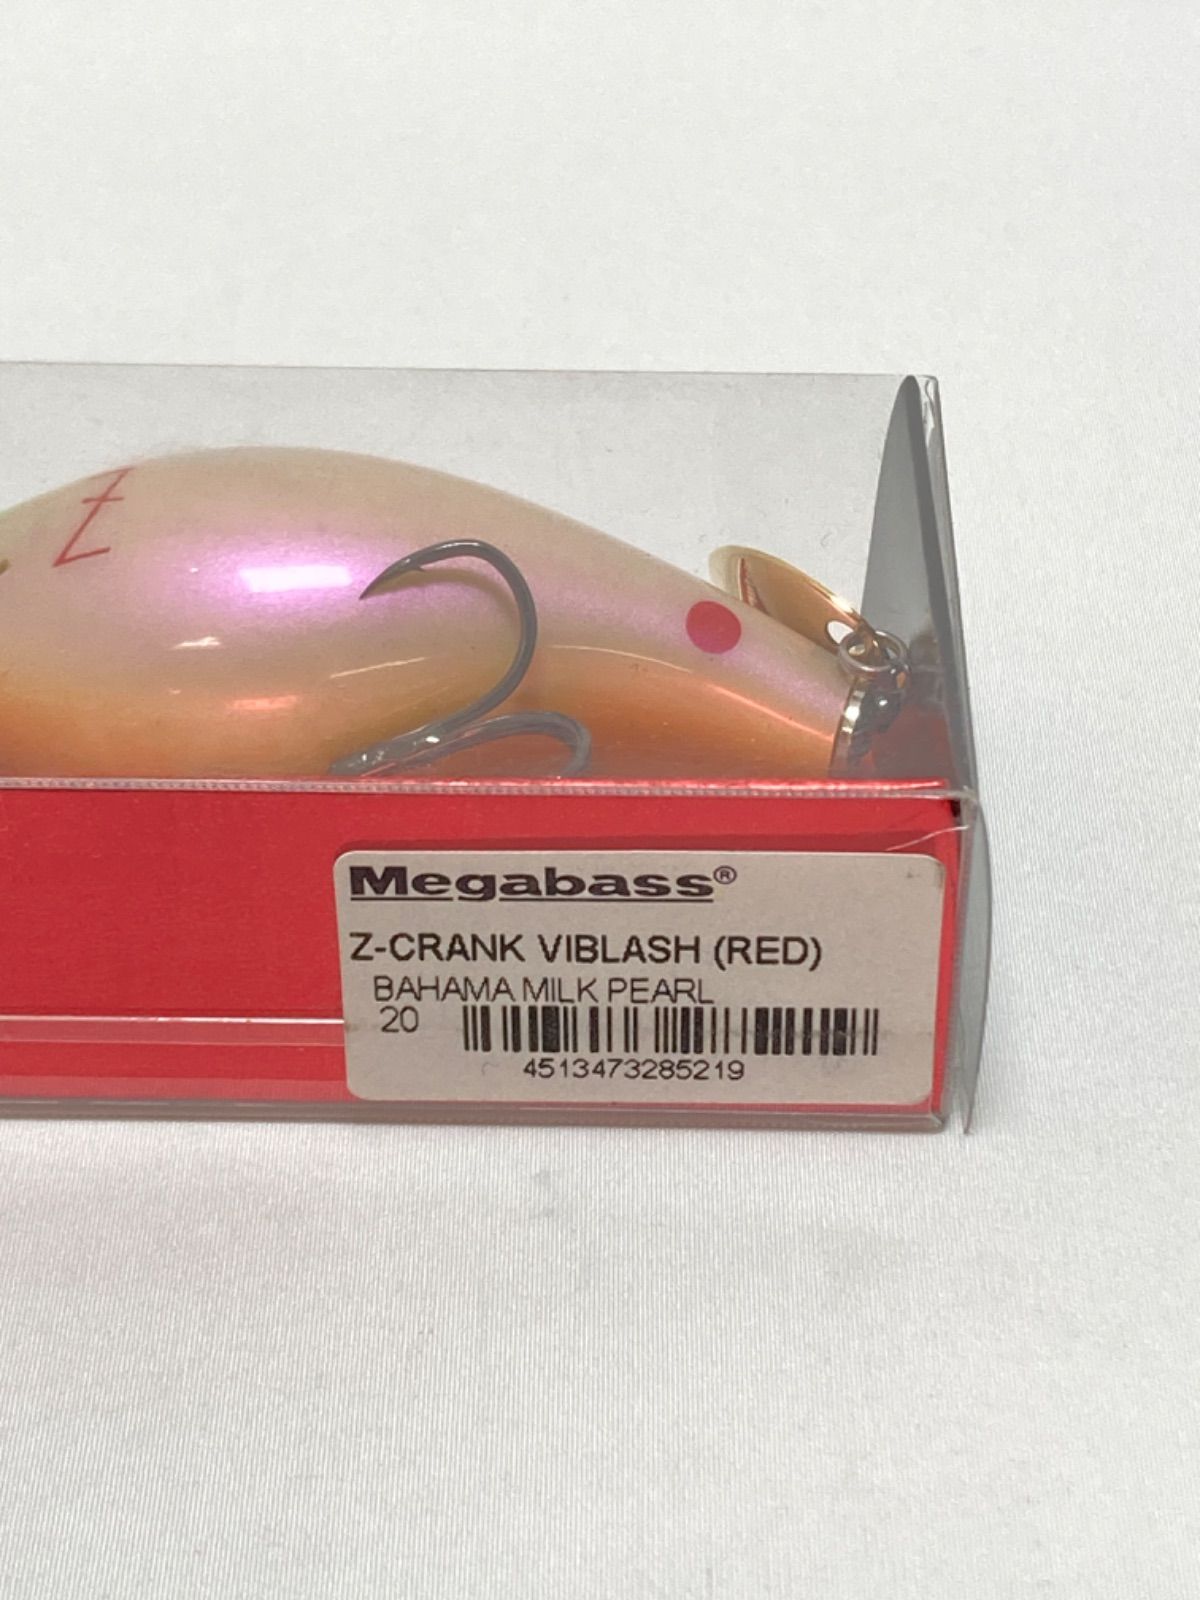 Z
Megabass®
Z-CRANK VIBLASH (RED)
BAHAMA MILK PEARL
20
4513473285219